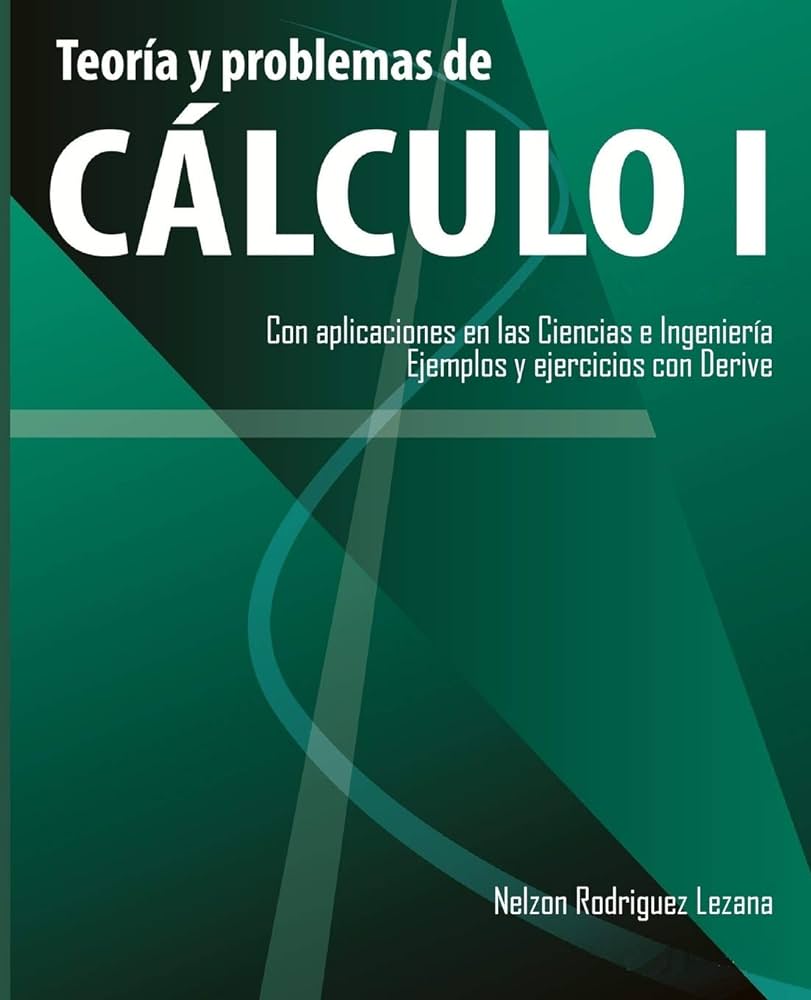 Teoría y problemas de
CÁLCULO I
Con aplicaciones en las Ciencias e Ingeniería
Ejemplos y ejercicios con Derive
Nelzon Rodriguez Lezana